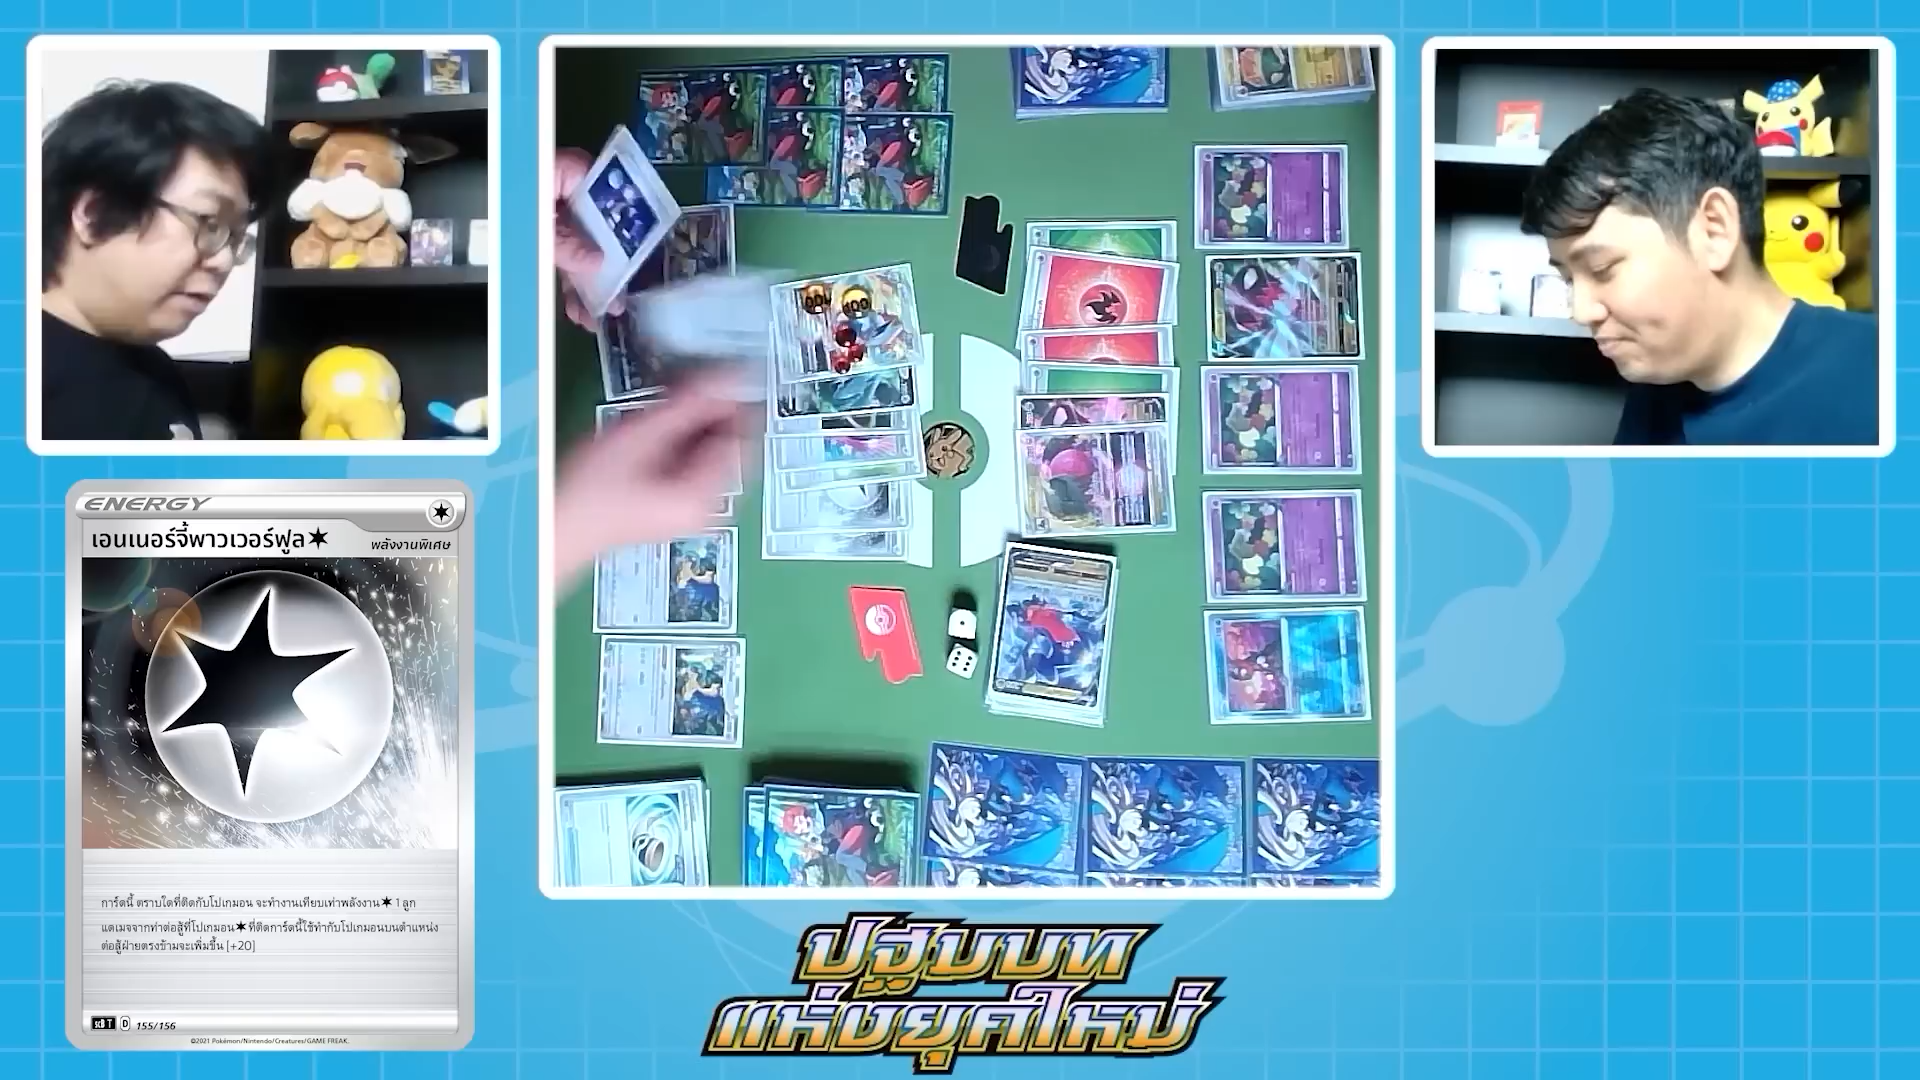 ENERGY
เอนเนอร์จี้พาวเวอร์ฟูล
พลังงานพิเศษ
การ์ดนี้ ตราบใดที่ติดกับโปเกมอน จะทำงานเทียบเท่าพลังงาน 1 ลูก
แดเมจจากท่าต่อสู้ที่โปเกมอน ที่ติดการ์ดนี้ใช้ทำกับโปเกมอนบนตำแหน่ง
ต่อสู้ฝ่ายตรงข้ามจะเพิ่มขึ้น [+20]
sc3 T D 155/156
©2021 Pokémon/Nintendo/Creatures/GAME FREAK.
100 100
ปฐมบท
แห่งยุคใหม่